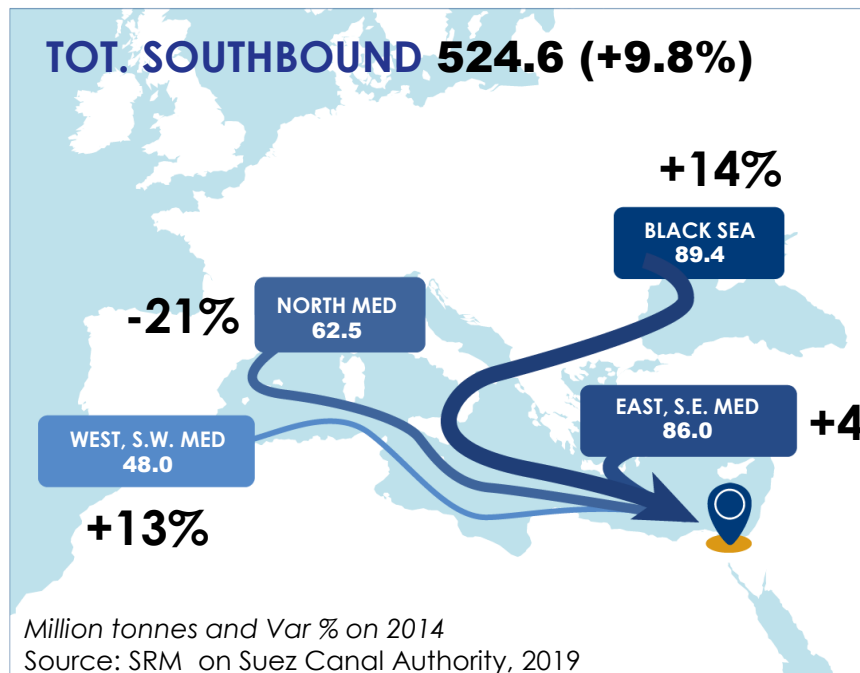 TOT. SOUTHBOUND 524.6 (+9.8%)
+14%
BLACK SEA
89.4
-21%
NORTH MED
62.5
EAST, S.E. MED
86.0
+4
WEST, S.W. MED
48.0
+13%
Million tonnes and Var % on 2014
Source: SRM on Suez Canal Authority, 2019